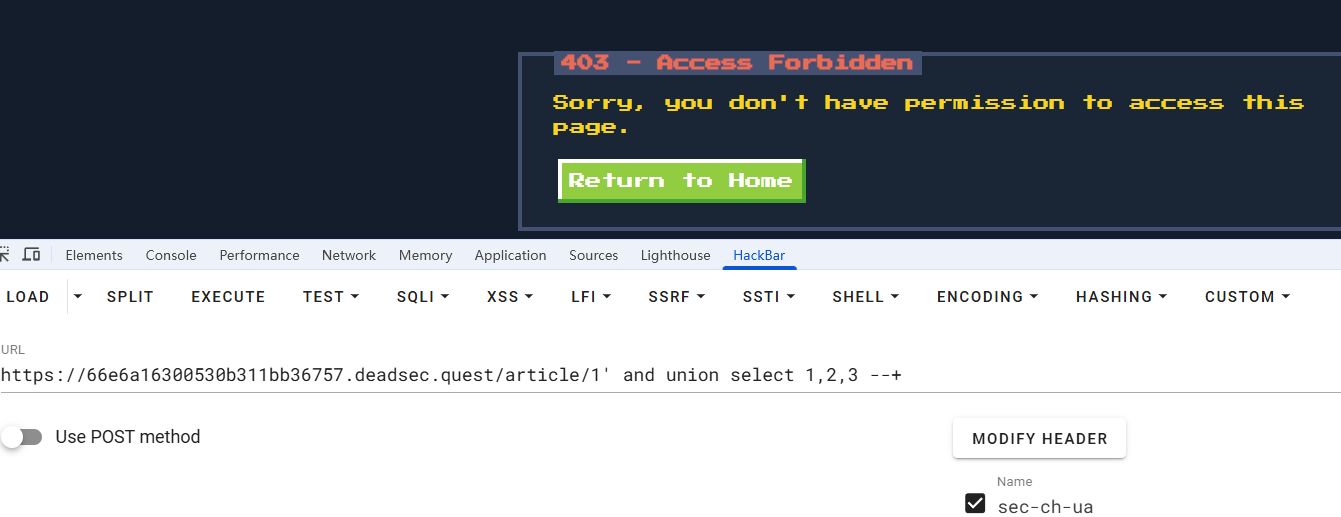 403 - Access Forbidden
Sorry, you don't have permission to access this
page.
Return to Home
Elements Console Performance Network Memory Application Sources Lighthouse HackBar
LOAD SPLIT EXECUTE TEST SQLI XSS LFI SSRF SSTI SHELL ENCODING HASHING CUSTOM
URL
https://66e6a16300530b311bb36757.deadsec.quest/article/1' and union select 1,2,3 --+
Use POST method
MODIFY HEADER
Name
sec-ch-ua